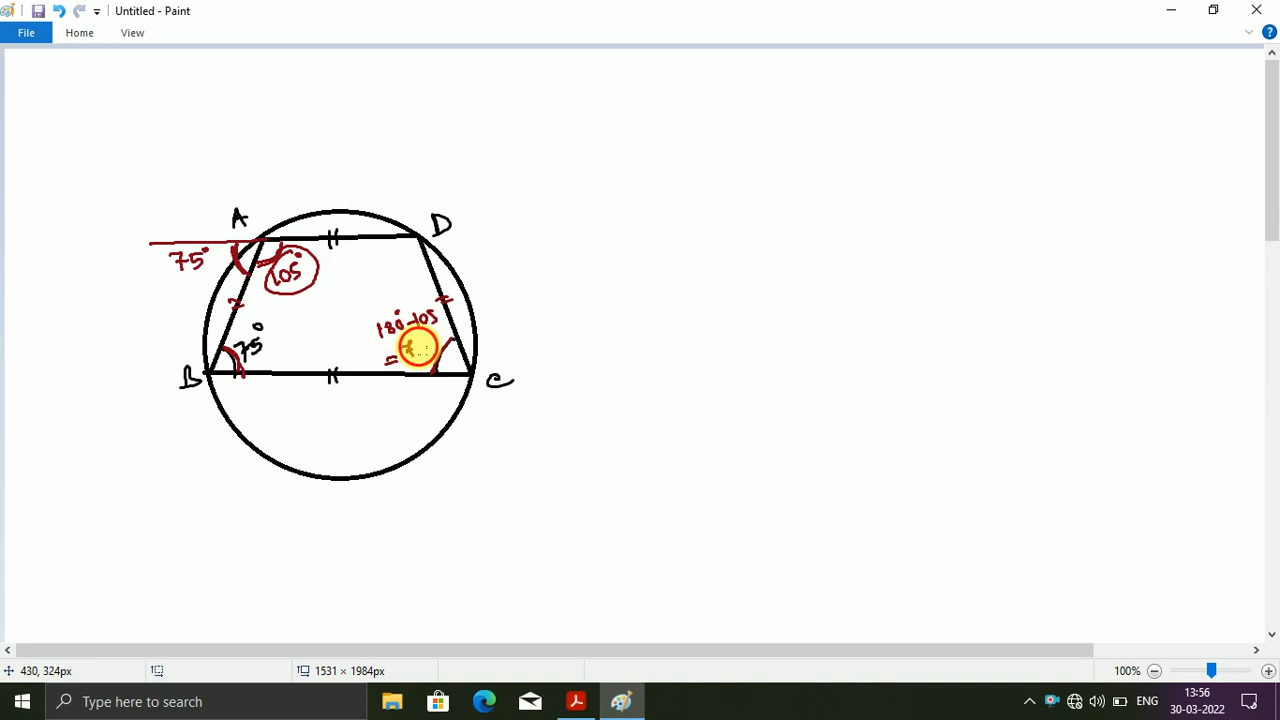 Untitled - Paint
File Home View
A D
75° 105°
180°-105
75° =
B C
430, 324px 1531 × 1984px 100%
Type here to search ENG 13:56
30-03-2022